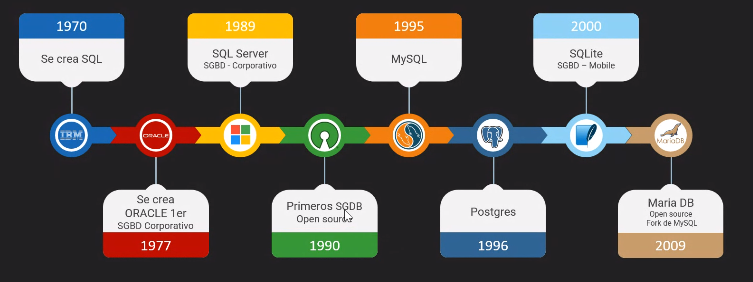 1970
Se crea SQL
1989
SQL Server
SGBD - Corporativo
1995
MySQL
2000
SQLite
SGBD – Mobile
IBM
ORACLE
MariaDB
Se crea
ORACLE 1er
SGBD Corporativo
1977
Primeros SGDB
Open source
1990
Postgres
1996
Maria DB
Open source
Fork de MySQL
2009